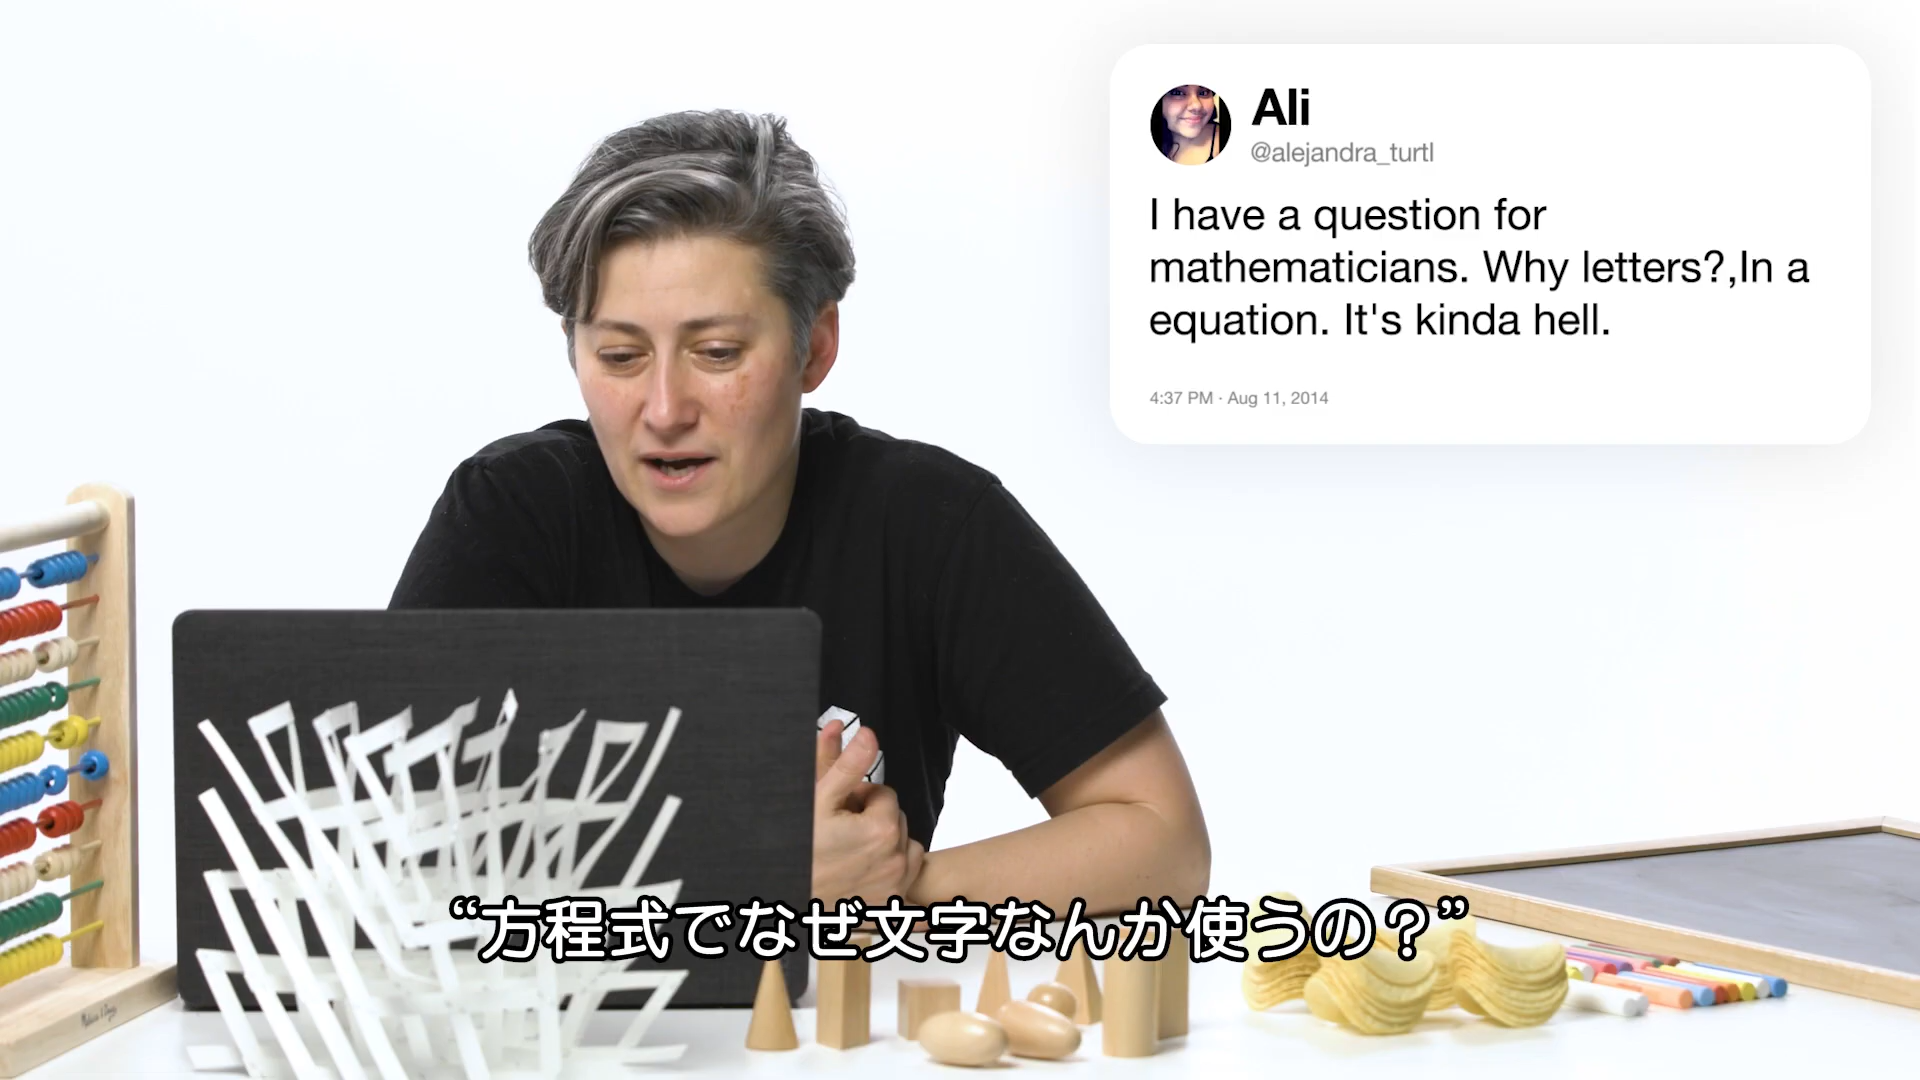 Ali
@alejandra_turtl
I have a question for
mathematicians. Why letters?,In a
equation. It's kinda hell.
4:37 PM · Aug 11, 2014
“方程式でなぜ文字なんか使うの？”